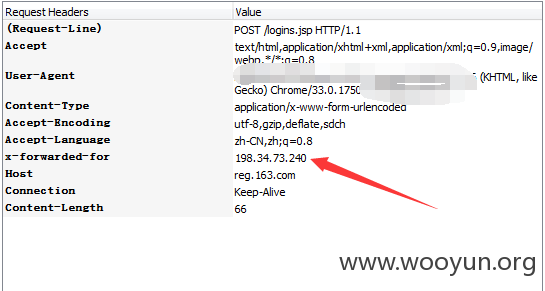 Request Headers Value
(Request-Line) POST /logins.jsp HTTP/1.1
Accept text/html,application/xhtml+xml,application/xml;q=0.9,image/
webp,*/*;q=0.8
User-Agent (KHTML, like
Gecko) Chrome/33.0.1750
Content-Type application/x-www-form-urlencoded
Accept-Encoding utf-8,gzip,deflate,sdch
Accept-Language zh-CN,zh;q=0.8
x-forwarded-for 198.34.73.240
Host reg.163.com
Connection Keep-Alive
Content-Length 66
www.wooyun.org